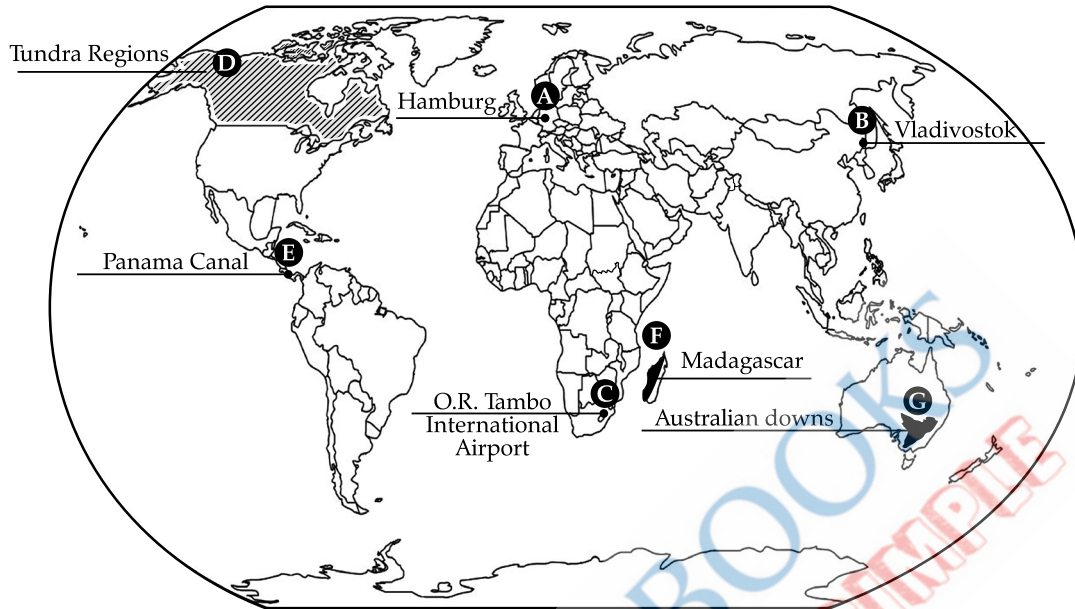 Tundra Regions
D
A
Hamburg
B
Vladivostok
E
Panama Canal
F
Madagascar
C
O.R. Tambo
International
Airport
G
Australian downs
BOOKS